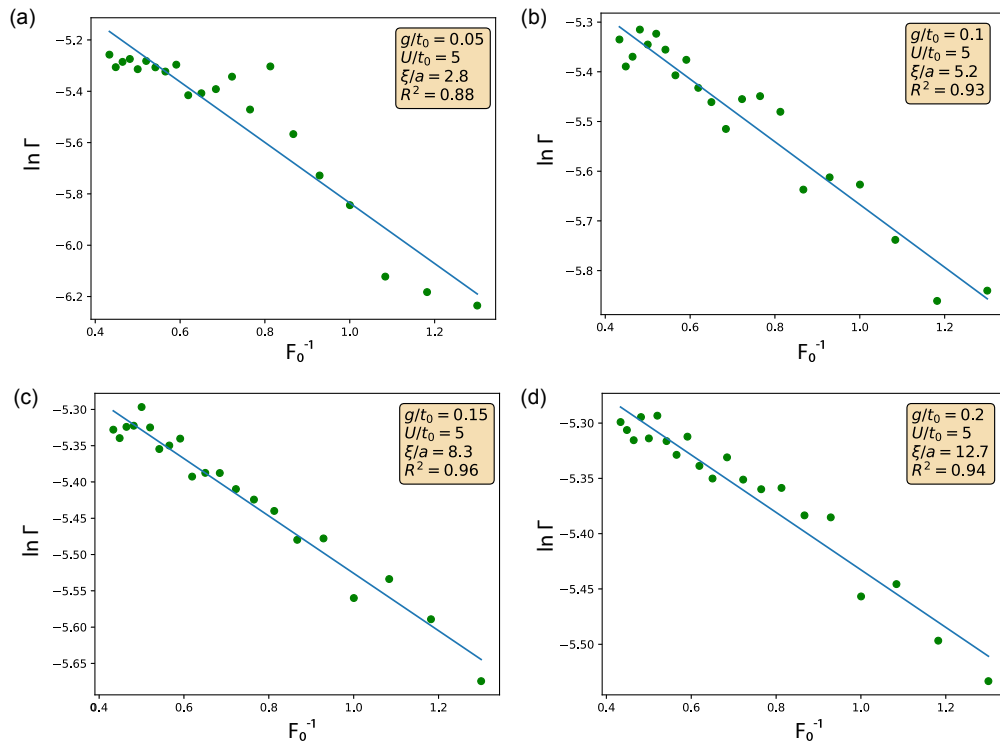 (a)
g/t₀ = 0.05
U/t₀ = 5
ξ/a = 2.8
R² = 0.88
−5.2
−5.4
−5.6
−5.8
−6.0
−6.2
ln Γ
0.4 0.6 0.8 1.0 1.2
F₀⁻¹
(b)
g/t₀ = 0.1
U/t₀ = 5
ξ/a = 5.2
R² = 0.93
−5.3
−5.4
−5.5
−5.6
−5.7
−5.8
ln Γ
0.4 0.6 0.8 1.0 1.2
F₀⁻¹
(c)
g/t₀ = 0.15
U/t₀ = 5
ξ/a = 8.3
R² = 0.96
−5.30
−5.35
−5.40
−5.45
−5.50
−5.55
−5.60
−5.65
ln Γ
0.4 0.6 0.8 1.0 1.2
F₀⁻¹
(d)
g/t₀ = 0.2
U/t₀ = 5
ξ/a = 12.7
R² = 0.94
−5.30
−5.35
−5.40
−5.45
−5.50
ln Γ
0.4 0.6 0.8 1.0 1.2
F₀⁻¹